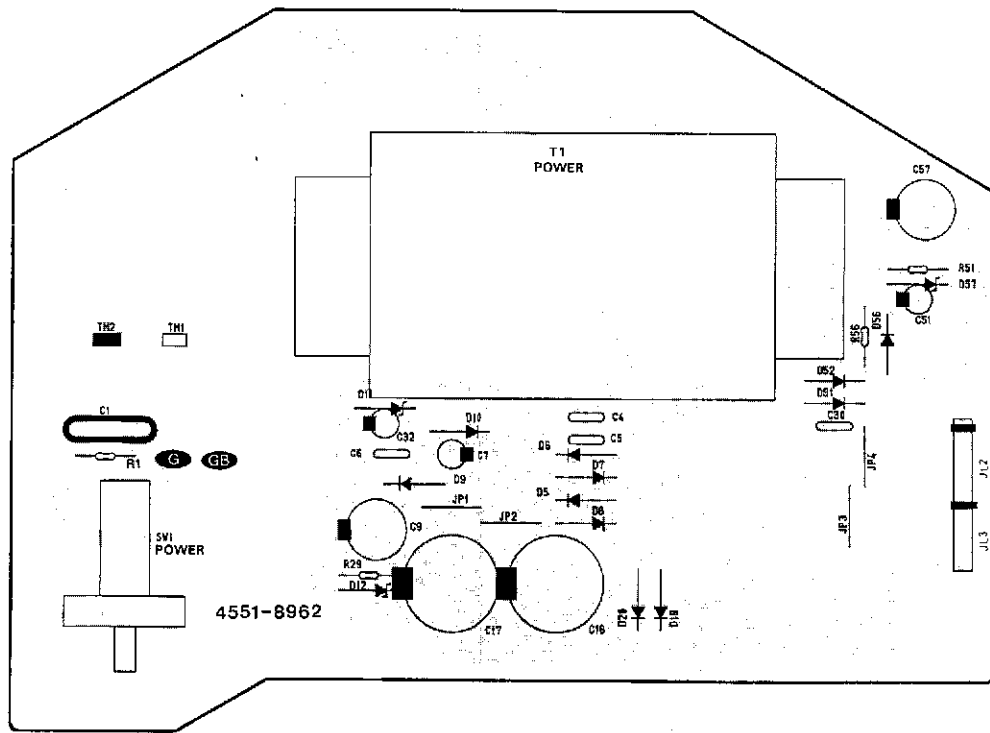 T1
POWER
C57
R51
D57
C51
TH2
TH1
R56
D56
D52
D51
C30
D11
C32
D10
C4
C1
C6
C7
C5
D6
JP4
JL2
R1
G
GB
D9
D7
JP1
D5
SW1
POWER
C9
JP2
D8
JP3
JL3
R29
D12
4551-8962
C17
C16
D19